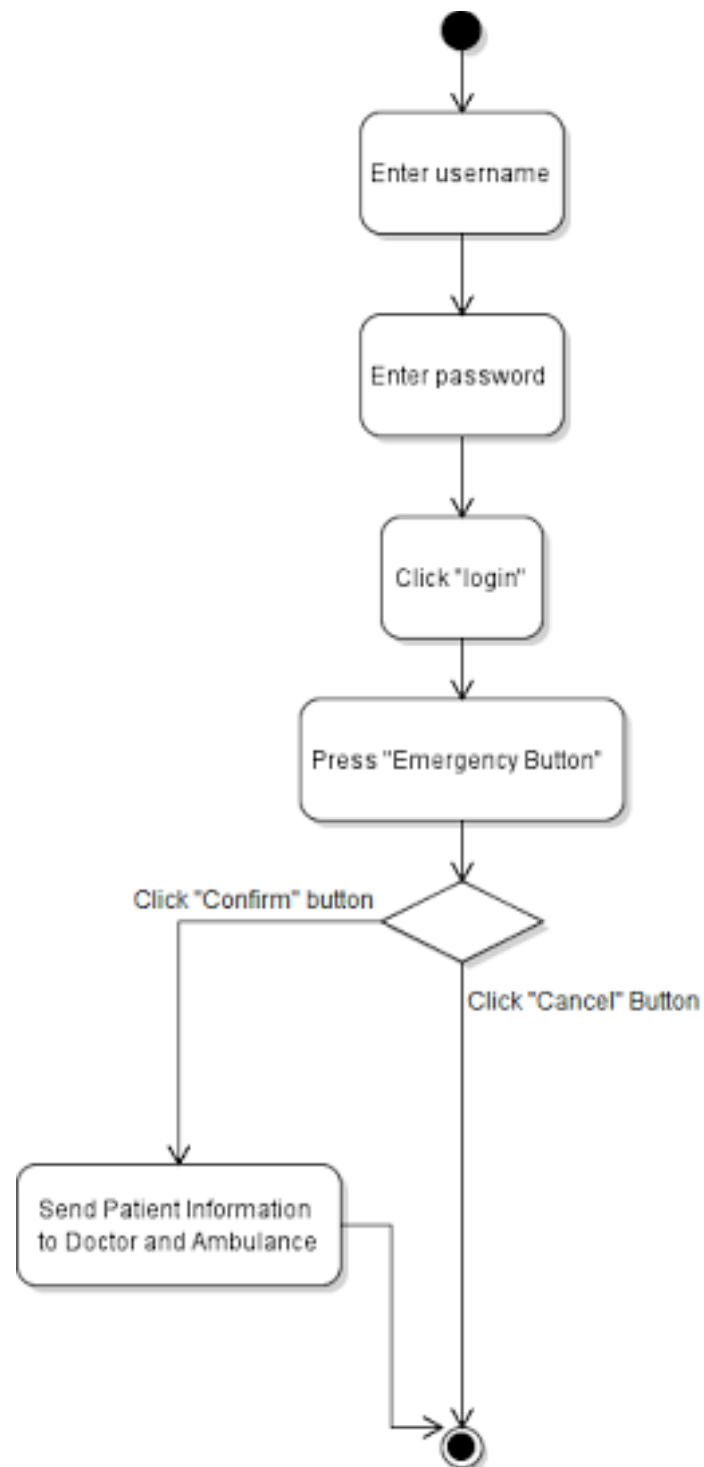 Enter username
Enter password
Click "login"
Press "Emergency Button"
Click "Confirm" button
Click "Cancel" Button
Send Patient Information
to Doctor and Ambulance